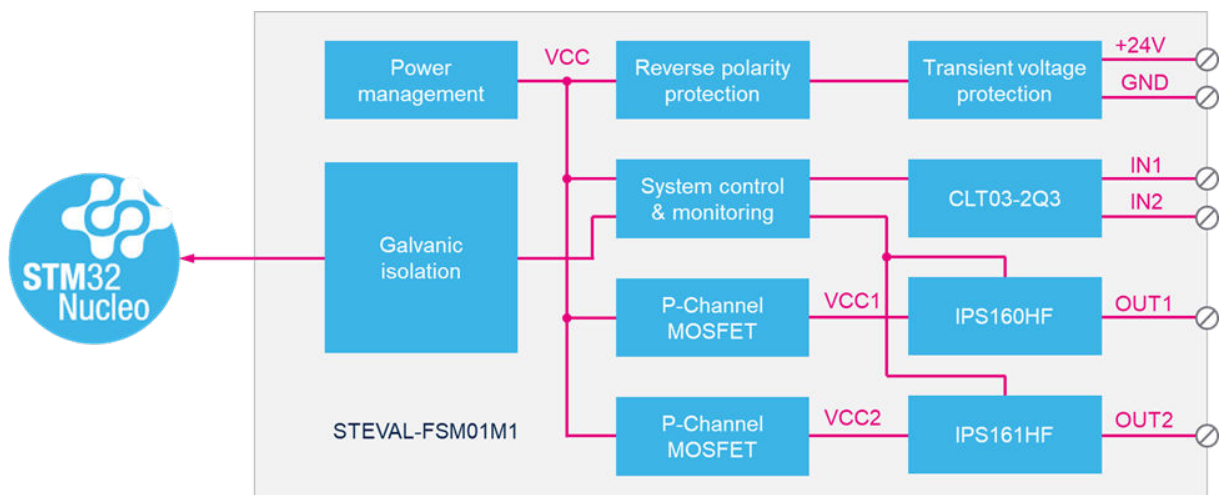 Power
management
VCC
Reverse polarity
protection
Transient voltage
protection
+24V
GND
STM32
Nucleo
Galvanic
isolation
System control
& monitoring
CLT03-2Q3
IN1
IN2
P-Channel
MOSFET
VCC1
IPS160HF
OUT1
STEVAL-FSM01M1
P-Channel
MOSFET
VCC2
IPS161HF
OUT2